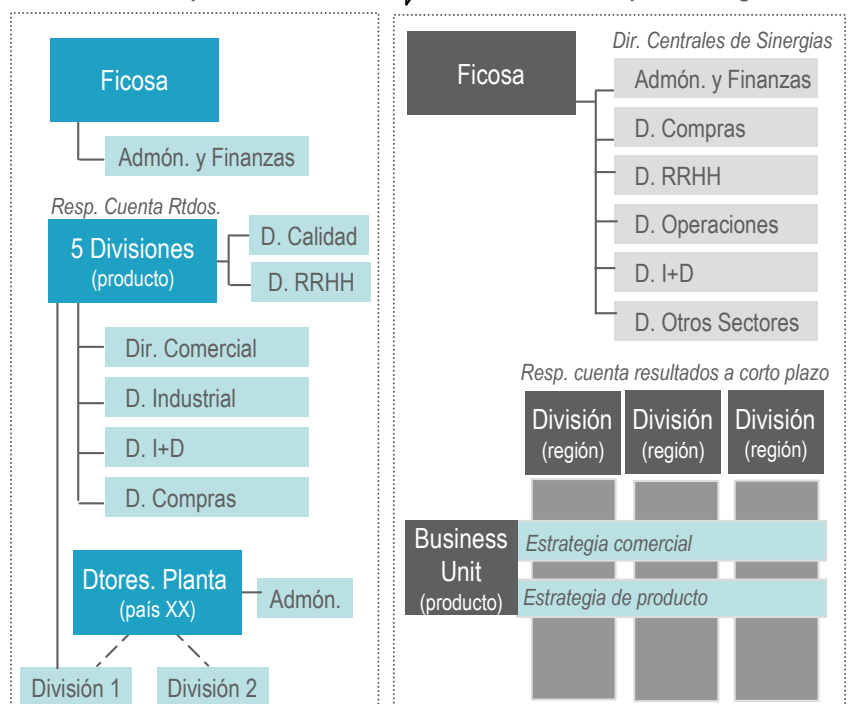 Ficosa
Admón. y Finanzas
Resp. Cuenta Rtdos.
5 Divisiones
(producto)
D. Calidad
D. RRHH
Dir. Comercial
D. Industrial
D. I+D
D. Compras
Dtores. Planta
(país XX)
Admón.
División 1
División 2
Dir. Centrales de Sinergias
Ficosa
Admón. y Finanzas
D. Compras
D. RRHH
D. Operaciones
D. I+D
D. Otros Sectores
Resp. cuenta resultados a corto plazo
División
(región)
División
(región)
División
(región)
Business
Unit
(producto)
Estrategia comercial
Estrategia de producto